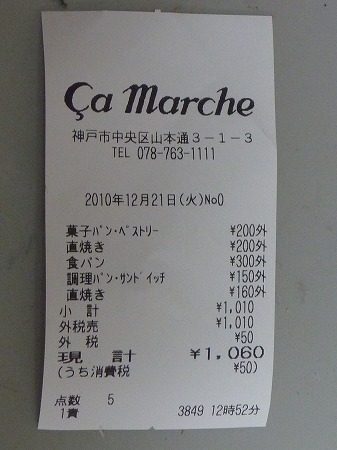 Ça Marche
神戸市中央区山本通3-1-3
TEL 078-763-1111
2010年12月21日(火)No0
菓子パン・ペストリー ¥200外
直焼き ¥200外
食パン ¥300外
調理パン・サンドイッチ ¥150外
直焼き ¥160外
小 計 ¥1,010
外税売 ¥1,010
外 税 ¥50
現 計 ¥1,060
(うち消費税 ¥50)
点数 5
1責 3849 12時52分